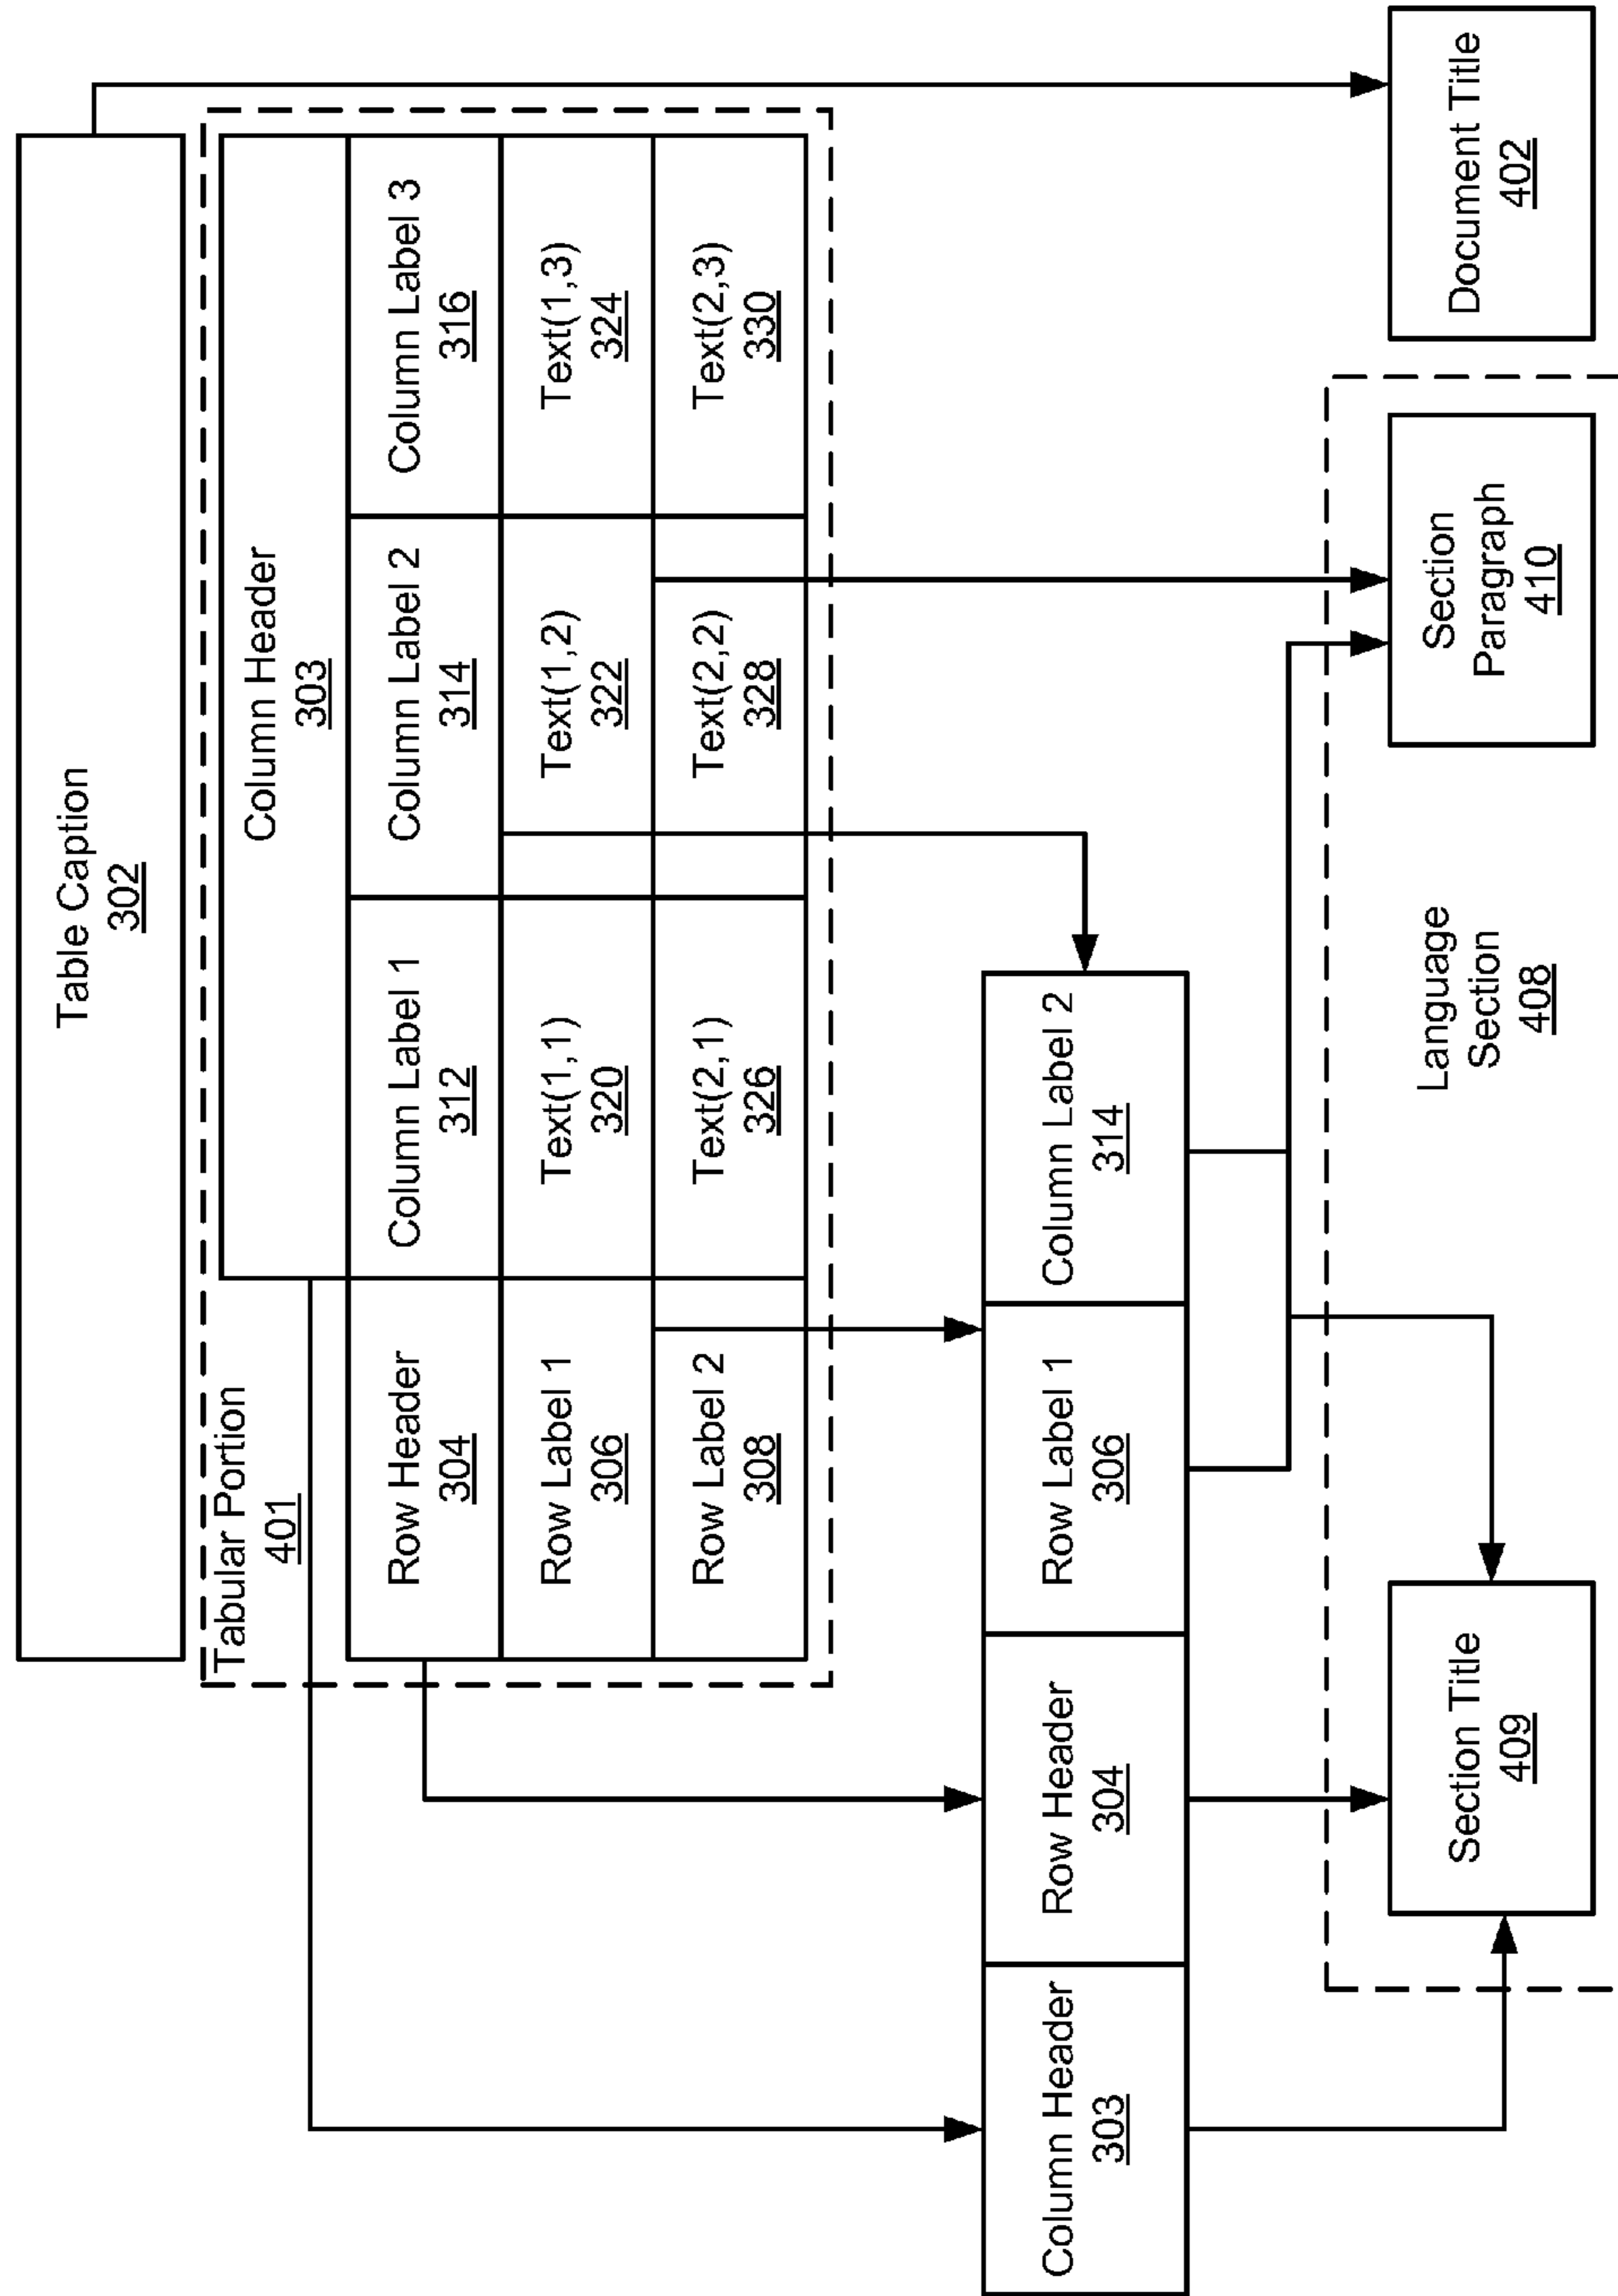 Table Caption
302
Tabular Portion
401
Column Header
303
Row Header
304
Column Label 1
312
Column Label 2
314
Column Label 3
316
Row Label 1
306
Text(1,1)
320
Text(1,2)
322
Text(1,3)
324
Row Label 2
308
Text(2,1)
326
Text(2,2)
328
Text(2,3)
330
Column Header
303
Row Header
304
Row Label 1
306
Column Label 2
314
Section Title
409
Language
Section
408
Section
Paragraph
410
Document Title
402